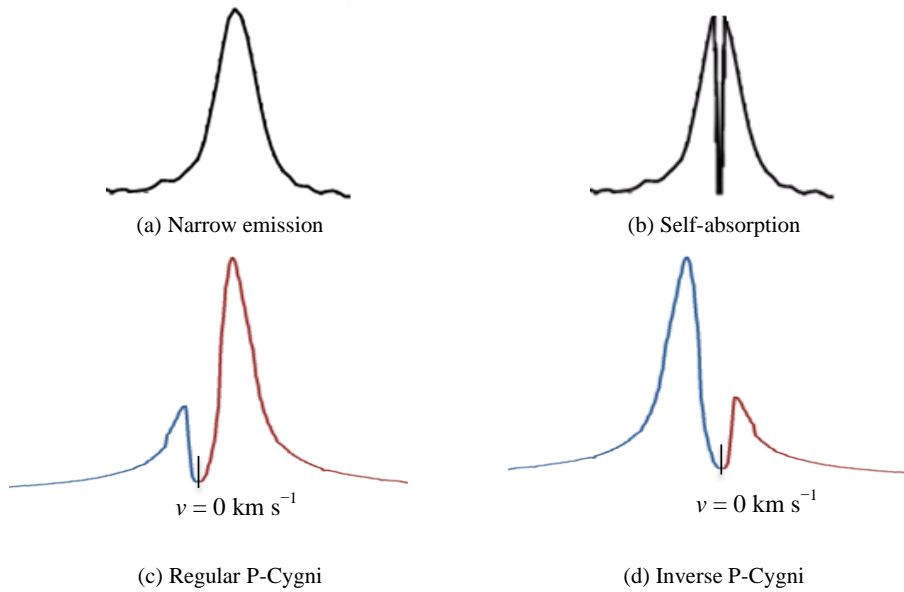 (a) Narrow emission
(b) Self-absorption
v = 0 km s⁻¹
v = 0 km s⁻¹
(c) Regular P-Cygni
(d) Inverse P-Cygni